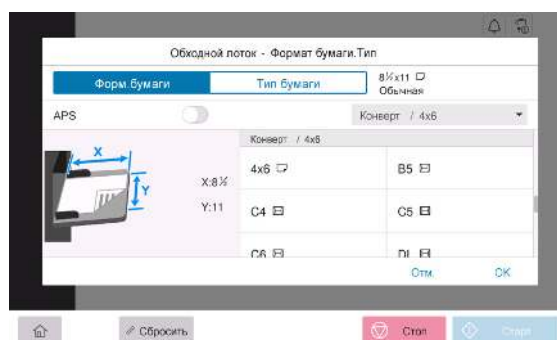 Обходной лоток - Формат бумаги.Тип
Форм.бумаги
Тип бумаги
8½x11
Обычная
APS
Конверт / 4x6
Конверт / 4x6
X
Y
X:8½
Y:11
4x6
B5
C4
C5
C6
DL
Отм.
OK
Сбросить
Стоп
Старт